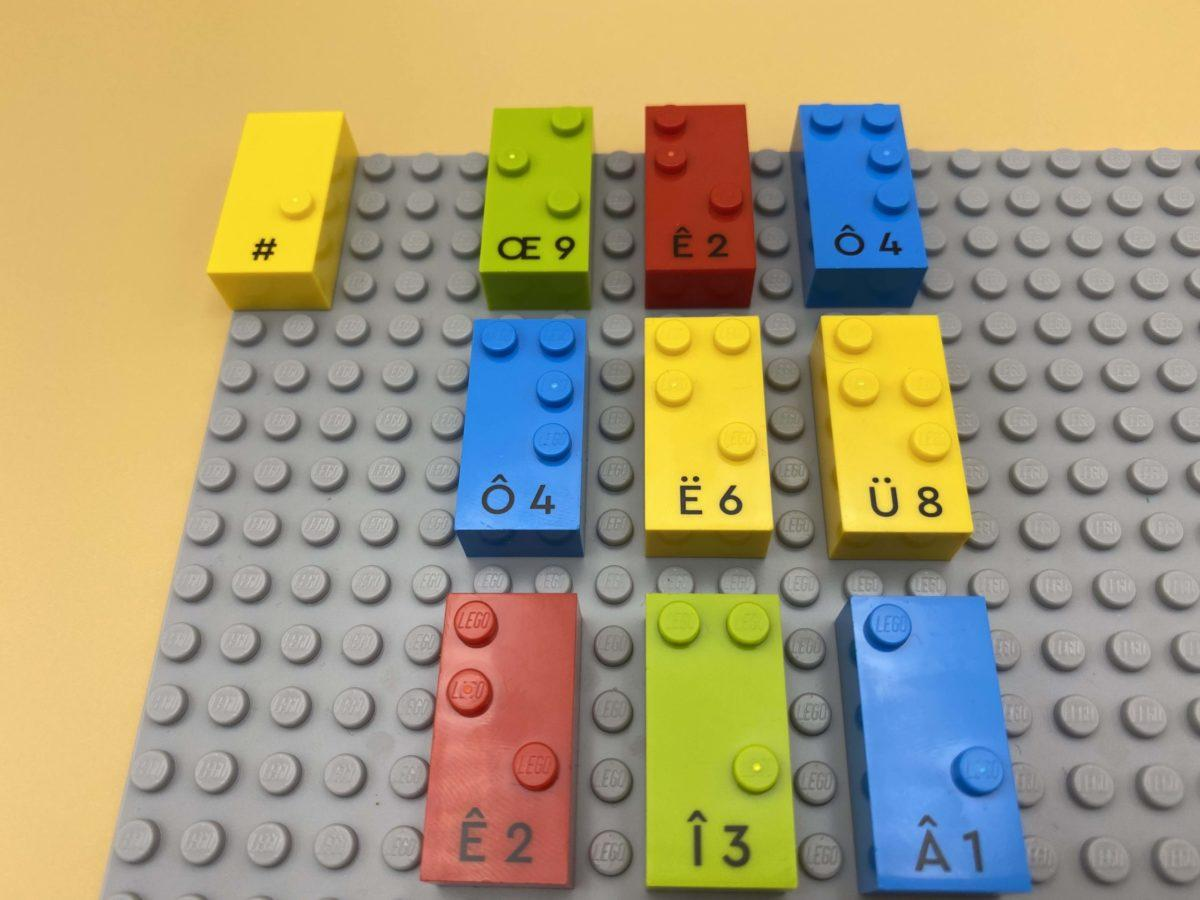 # Œ 9 Ê 2 Ô 4
Ô 4 Ë 6 Ü 8
Ê 2 Î 3 Â 1